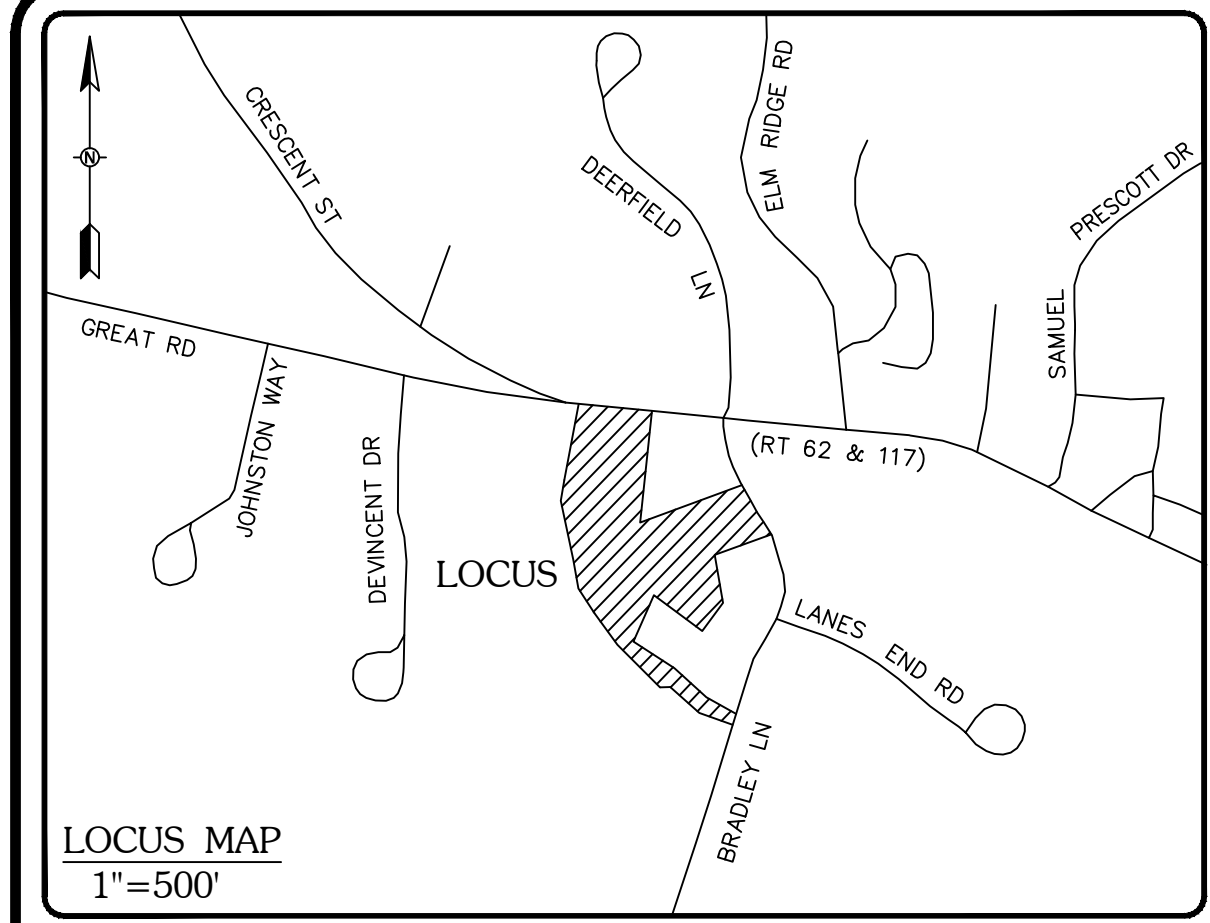 N
CRESCENT ST
DEERFIELD
LN
ELM RIDGE RD
PRESCOTT DR
SAMUEL
GREAT RD
JOHNSTON WAY
DEVINCENT DR
(RT 62 & 117)
LOCUS
LANES END RD
BRADLEY LN
LOCUS MAP
1"=500'